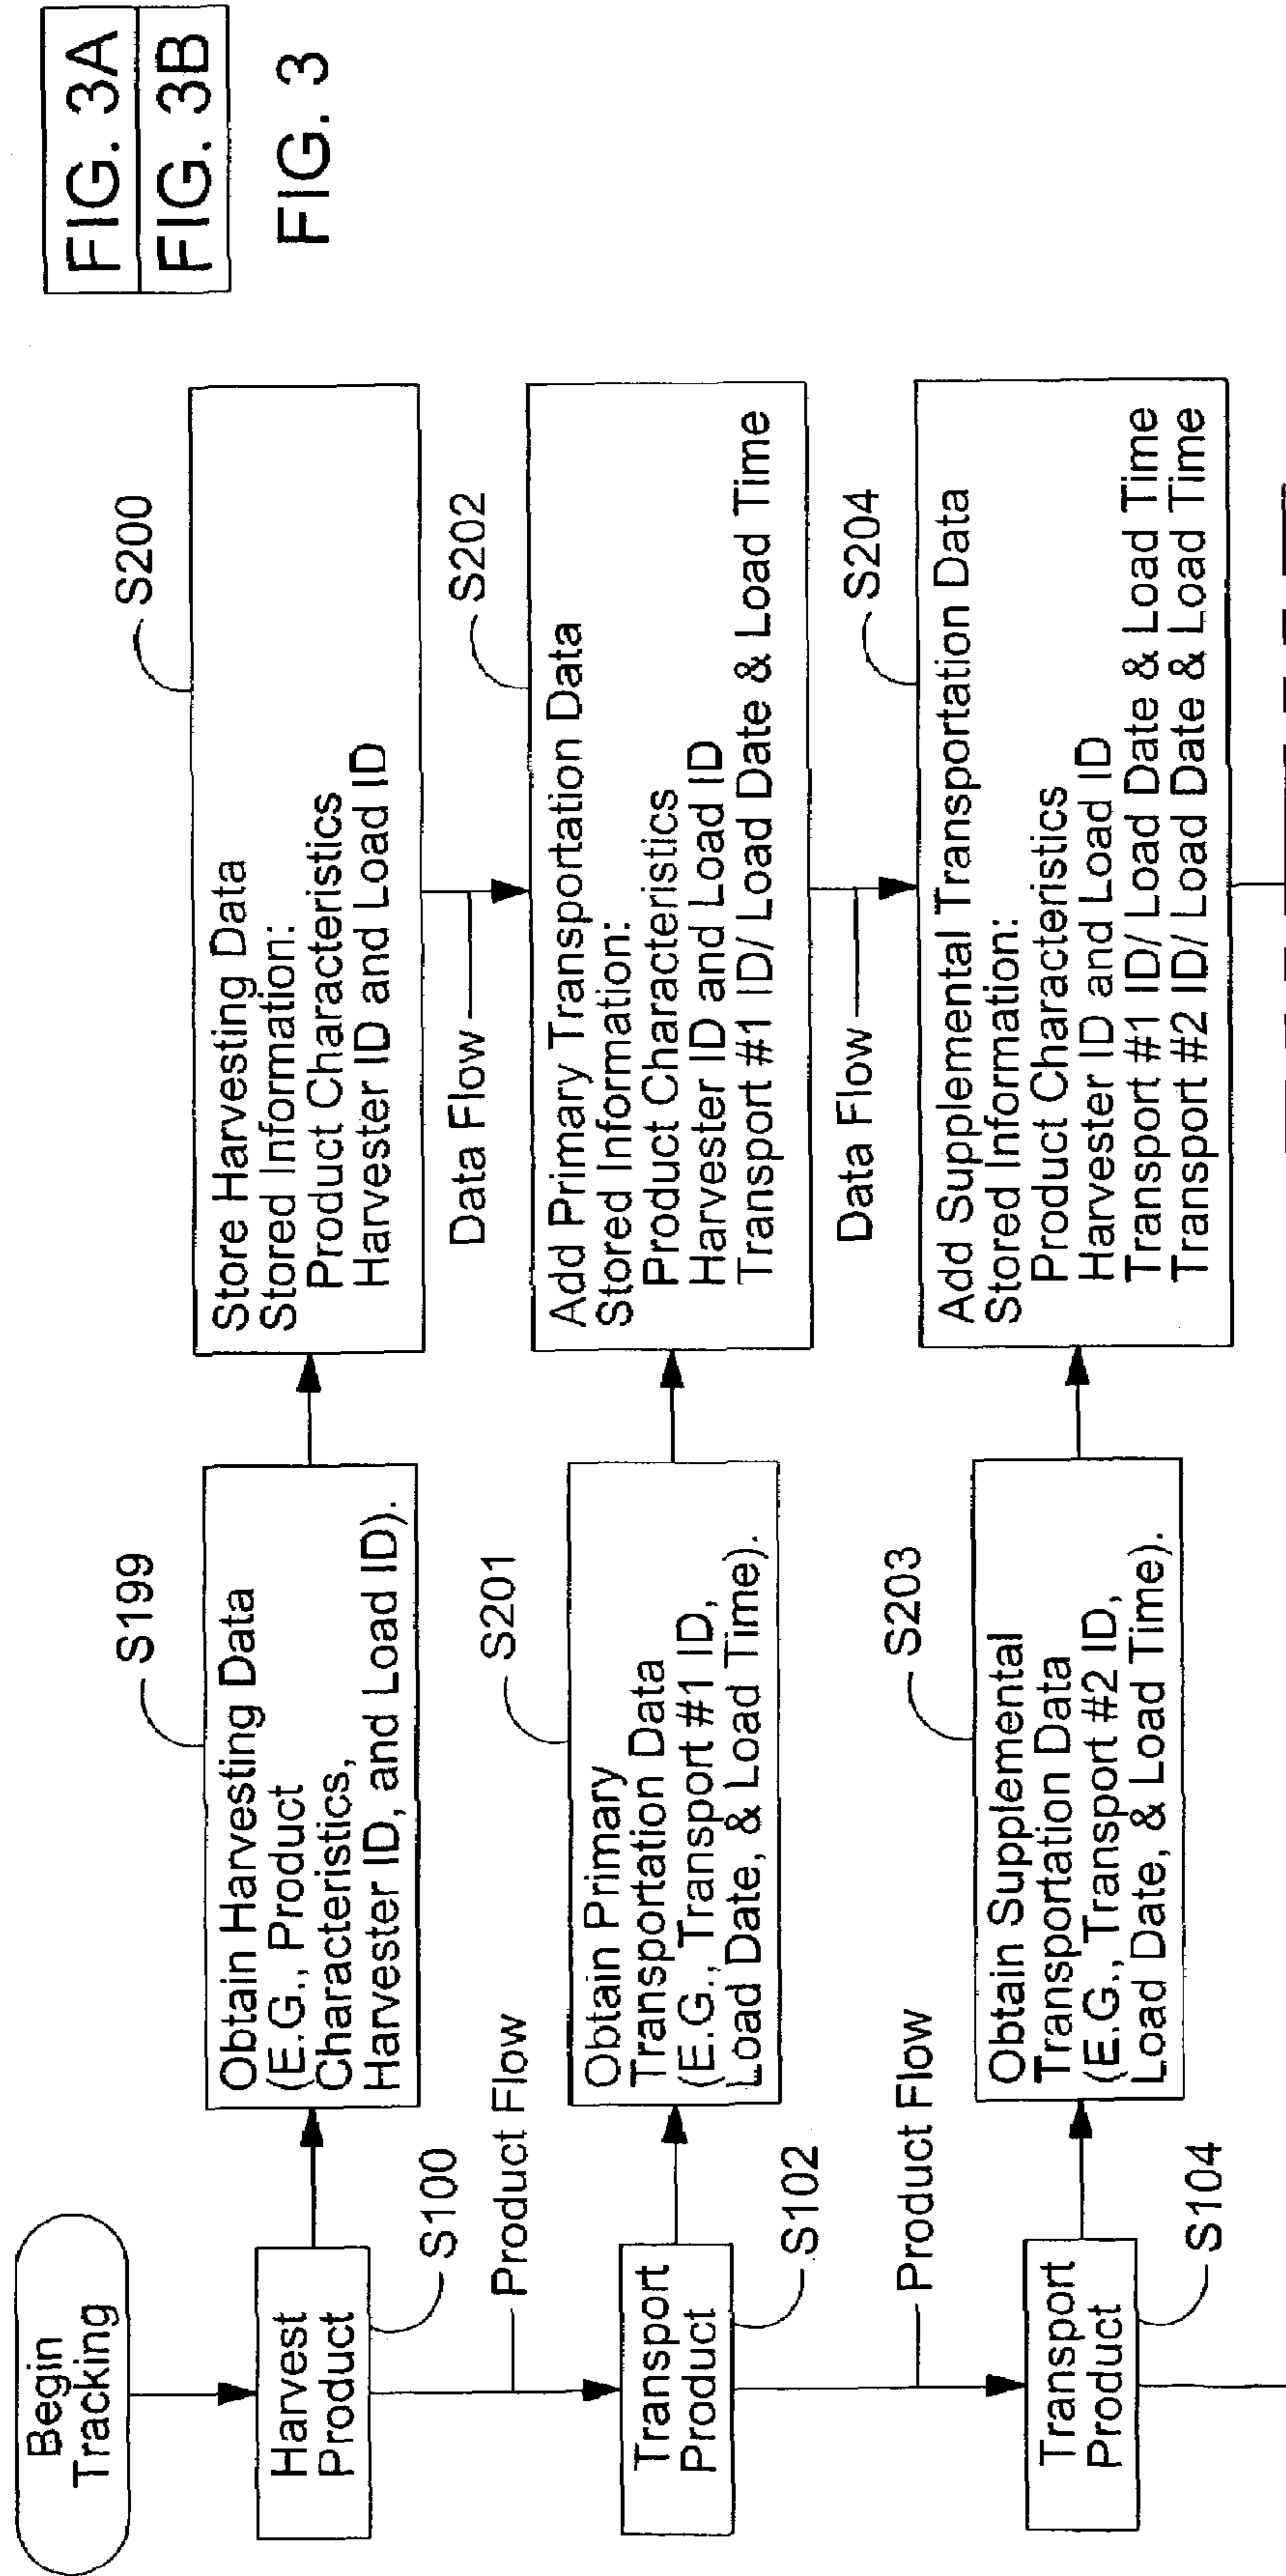 FIG. 3A
FIG. 3B
FIG. 3
Begin
Tracking
Harvest
Product
S100
Obtain Harvesting Data
(E.G., Product
Characteristics,
Harvester ID, and Load ID).
S199
Store Harvesting Data
Stored Information:
Product Characteristics
Harvester ID and Load ID
S200
Product Flow
Data Flow
Transport
Product
S102
Obtain Primary
Transportation Data
(E.G., Transport #1 ID,
Load Date, & Load Time).
S201
Add Primary Transportation Data
Stored Information:
Product Characteristics
Harvester ID and Load ID
Transport #1 ID/ Load Date & Load Time
S202
Product Flow
Data Flow
Transport
Product
S104
Obtain Supplemental
Transportation Data
(E.G., Transport #2 ID,
Load Date, & Load Time).
S203
Add Supplemental Transportation Data
Stored Information:
Product Characteristics
Harvester ID and Load ID
Transport #1 ID/ Load Date & Load Time
Transport #2 ID/ Load Date & Load Time
S204